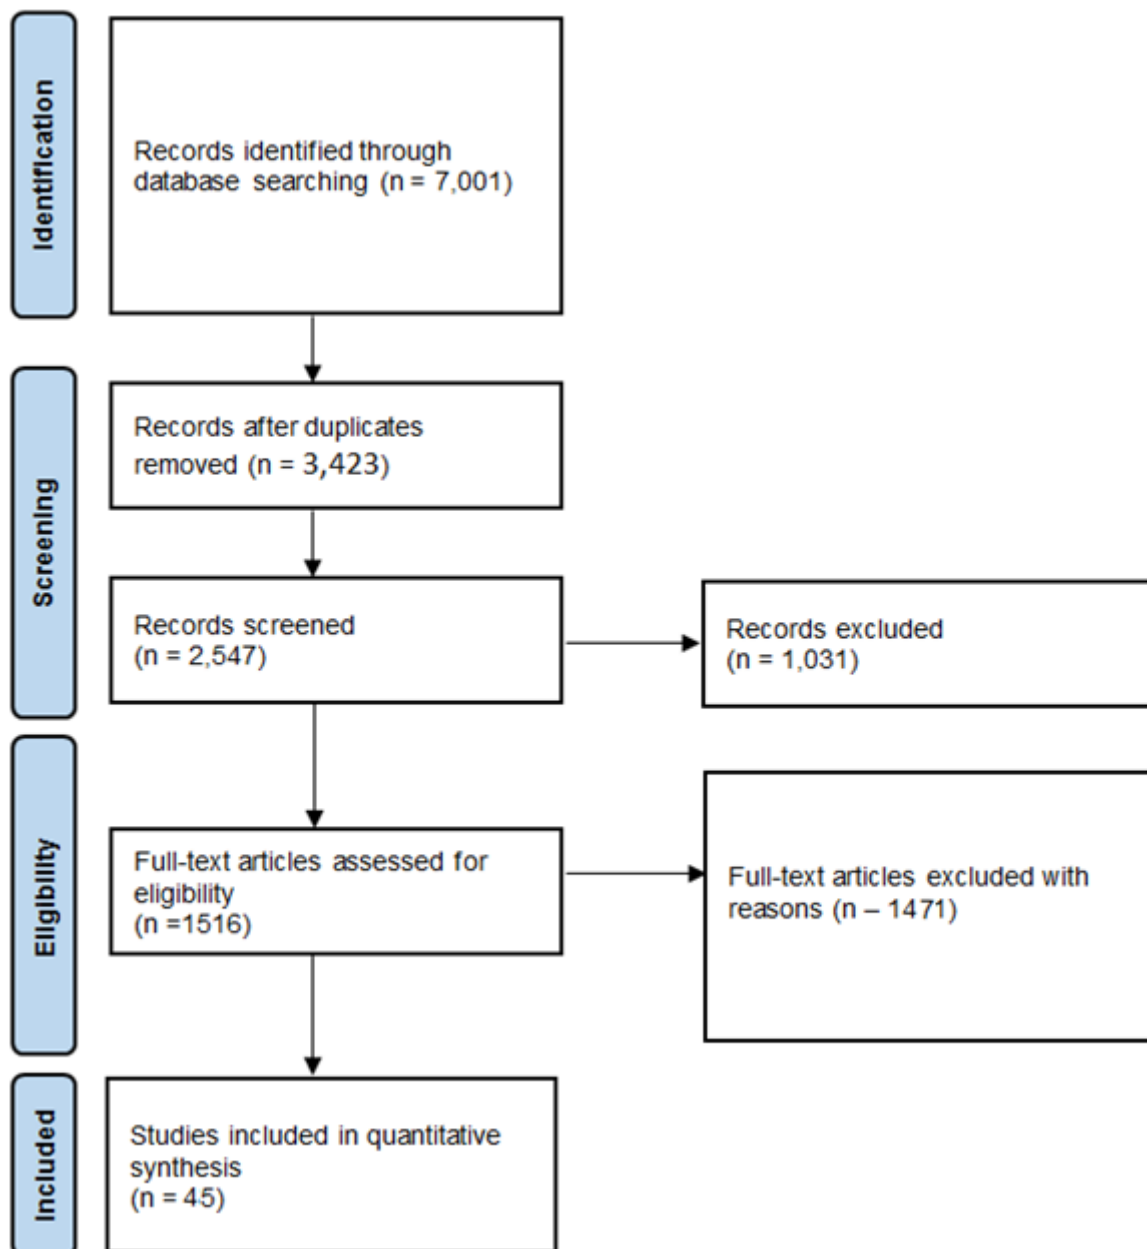 Identification
Records identified through
database searching (n = 7,001)
Screening
Records after duplicates
removed (n = 3,423)
Records screened
(n = 2,547)
Records excluded
(n = 1,031)
Eligibility
Full-text articles assessed for
eligibility
(n =1516)
Full-text articles excluded with
reasons (n – 1471)
Included
Studies included in quantitative
synthesis
(n = 45)